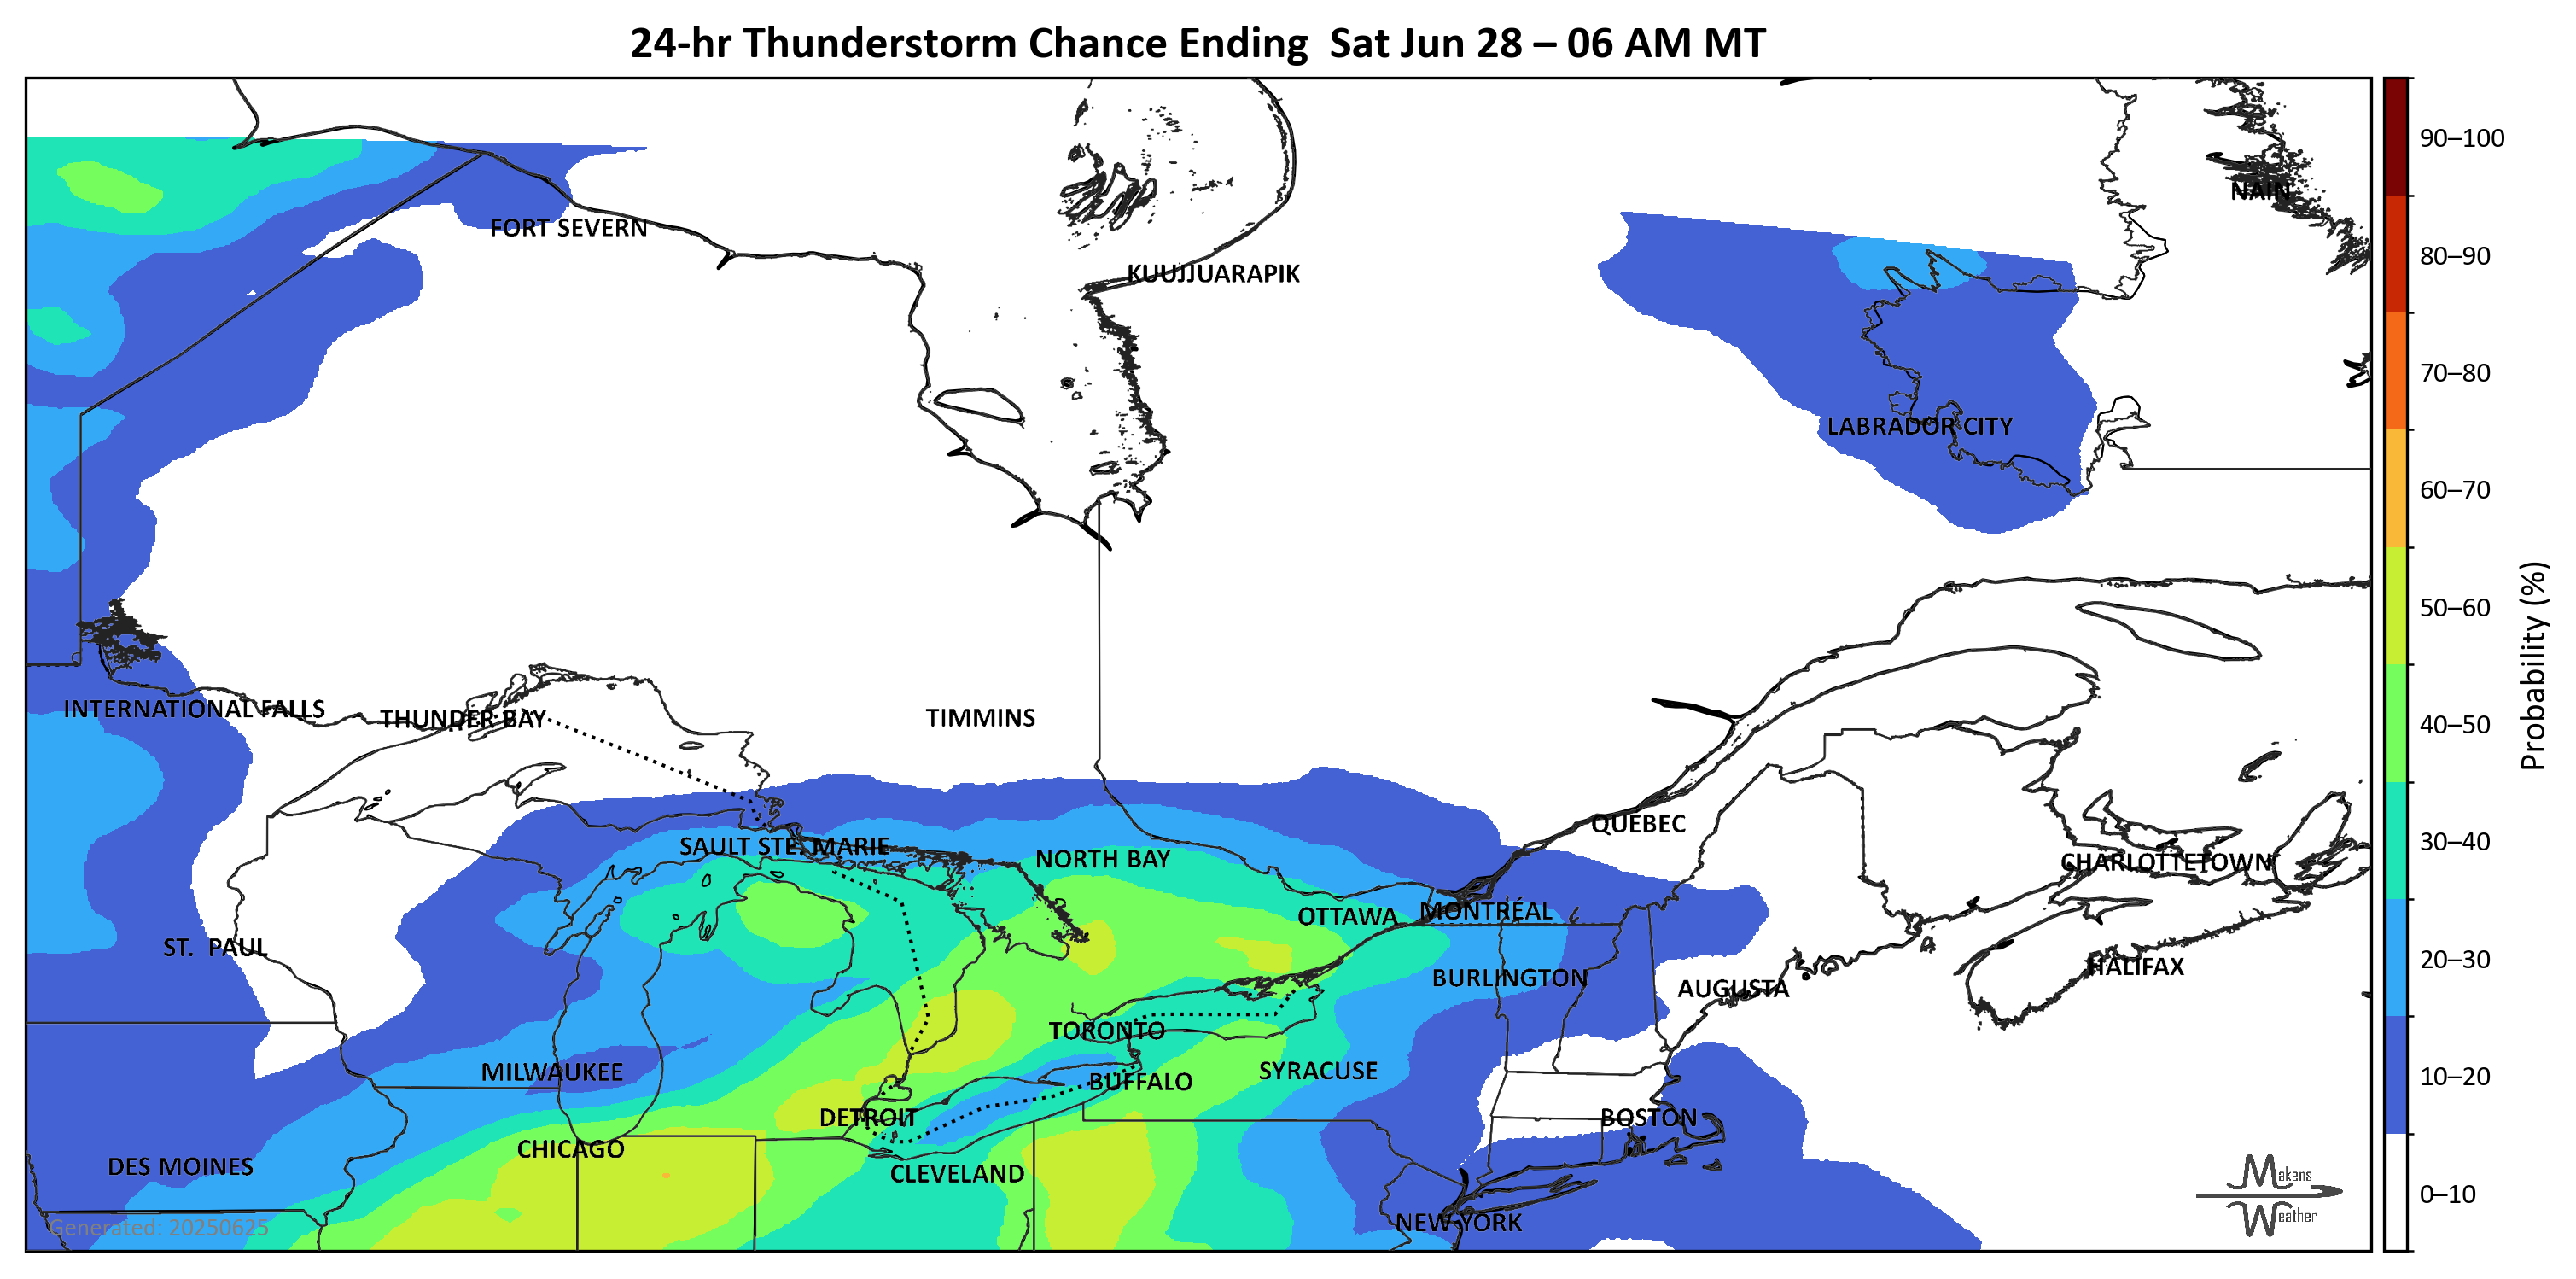 24-hr Thunderstorm Chance Ending  Sat Jun 28 – 06 AM MT
90–100
NAIN
FORT SEVERN
80–90
KUUJJUARAPIK
70–80
LABRADOR CITY
60–70
50–60
Probability (%)
INTERNATIONAL FALLS
THUNDER BAY
TIMMINS
40–50
QUEBEC
30–40
SAULT STE. MARIE
NORTH BAY
CHARLOTTETOWN
OTTAWA
MONTRÉAL
ST.  PAUL
20–30
HALIFAX
BURLINGTON
AUGUSTA
TORONTO
MILWAUKEE
SYRACUSE
10–20
BUFFALO
DETROIT
BOSTON
CHICAGO
DES MOINES
CLEVELAND
Makens
Weather
0–10
NEW YORK
Generated: 20250625